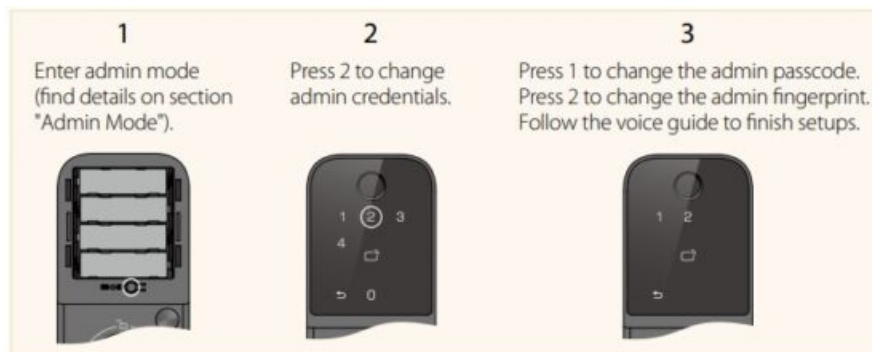 1
Enter admin mode
(find details on section
"Admin Mode").
2
Press 2 to change
admin credentials.
1 2 3
4
0
3
Press 1 to change the admin passcode.
Press 2 to change the admin fingerprint.
Follow the voice guide to finish setups.
1 2